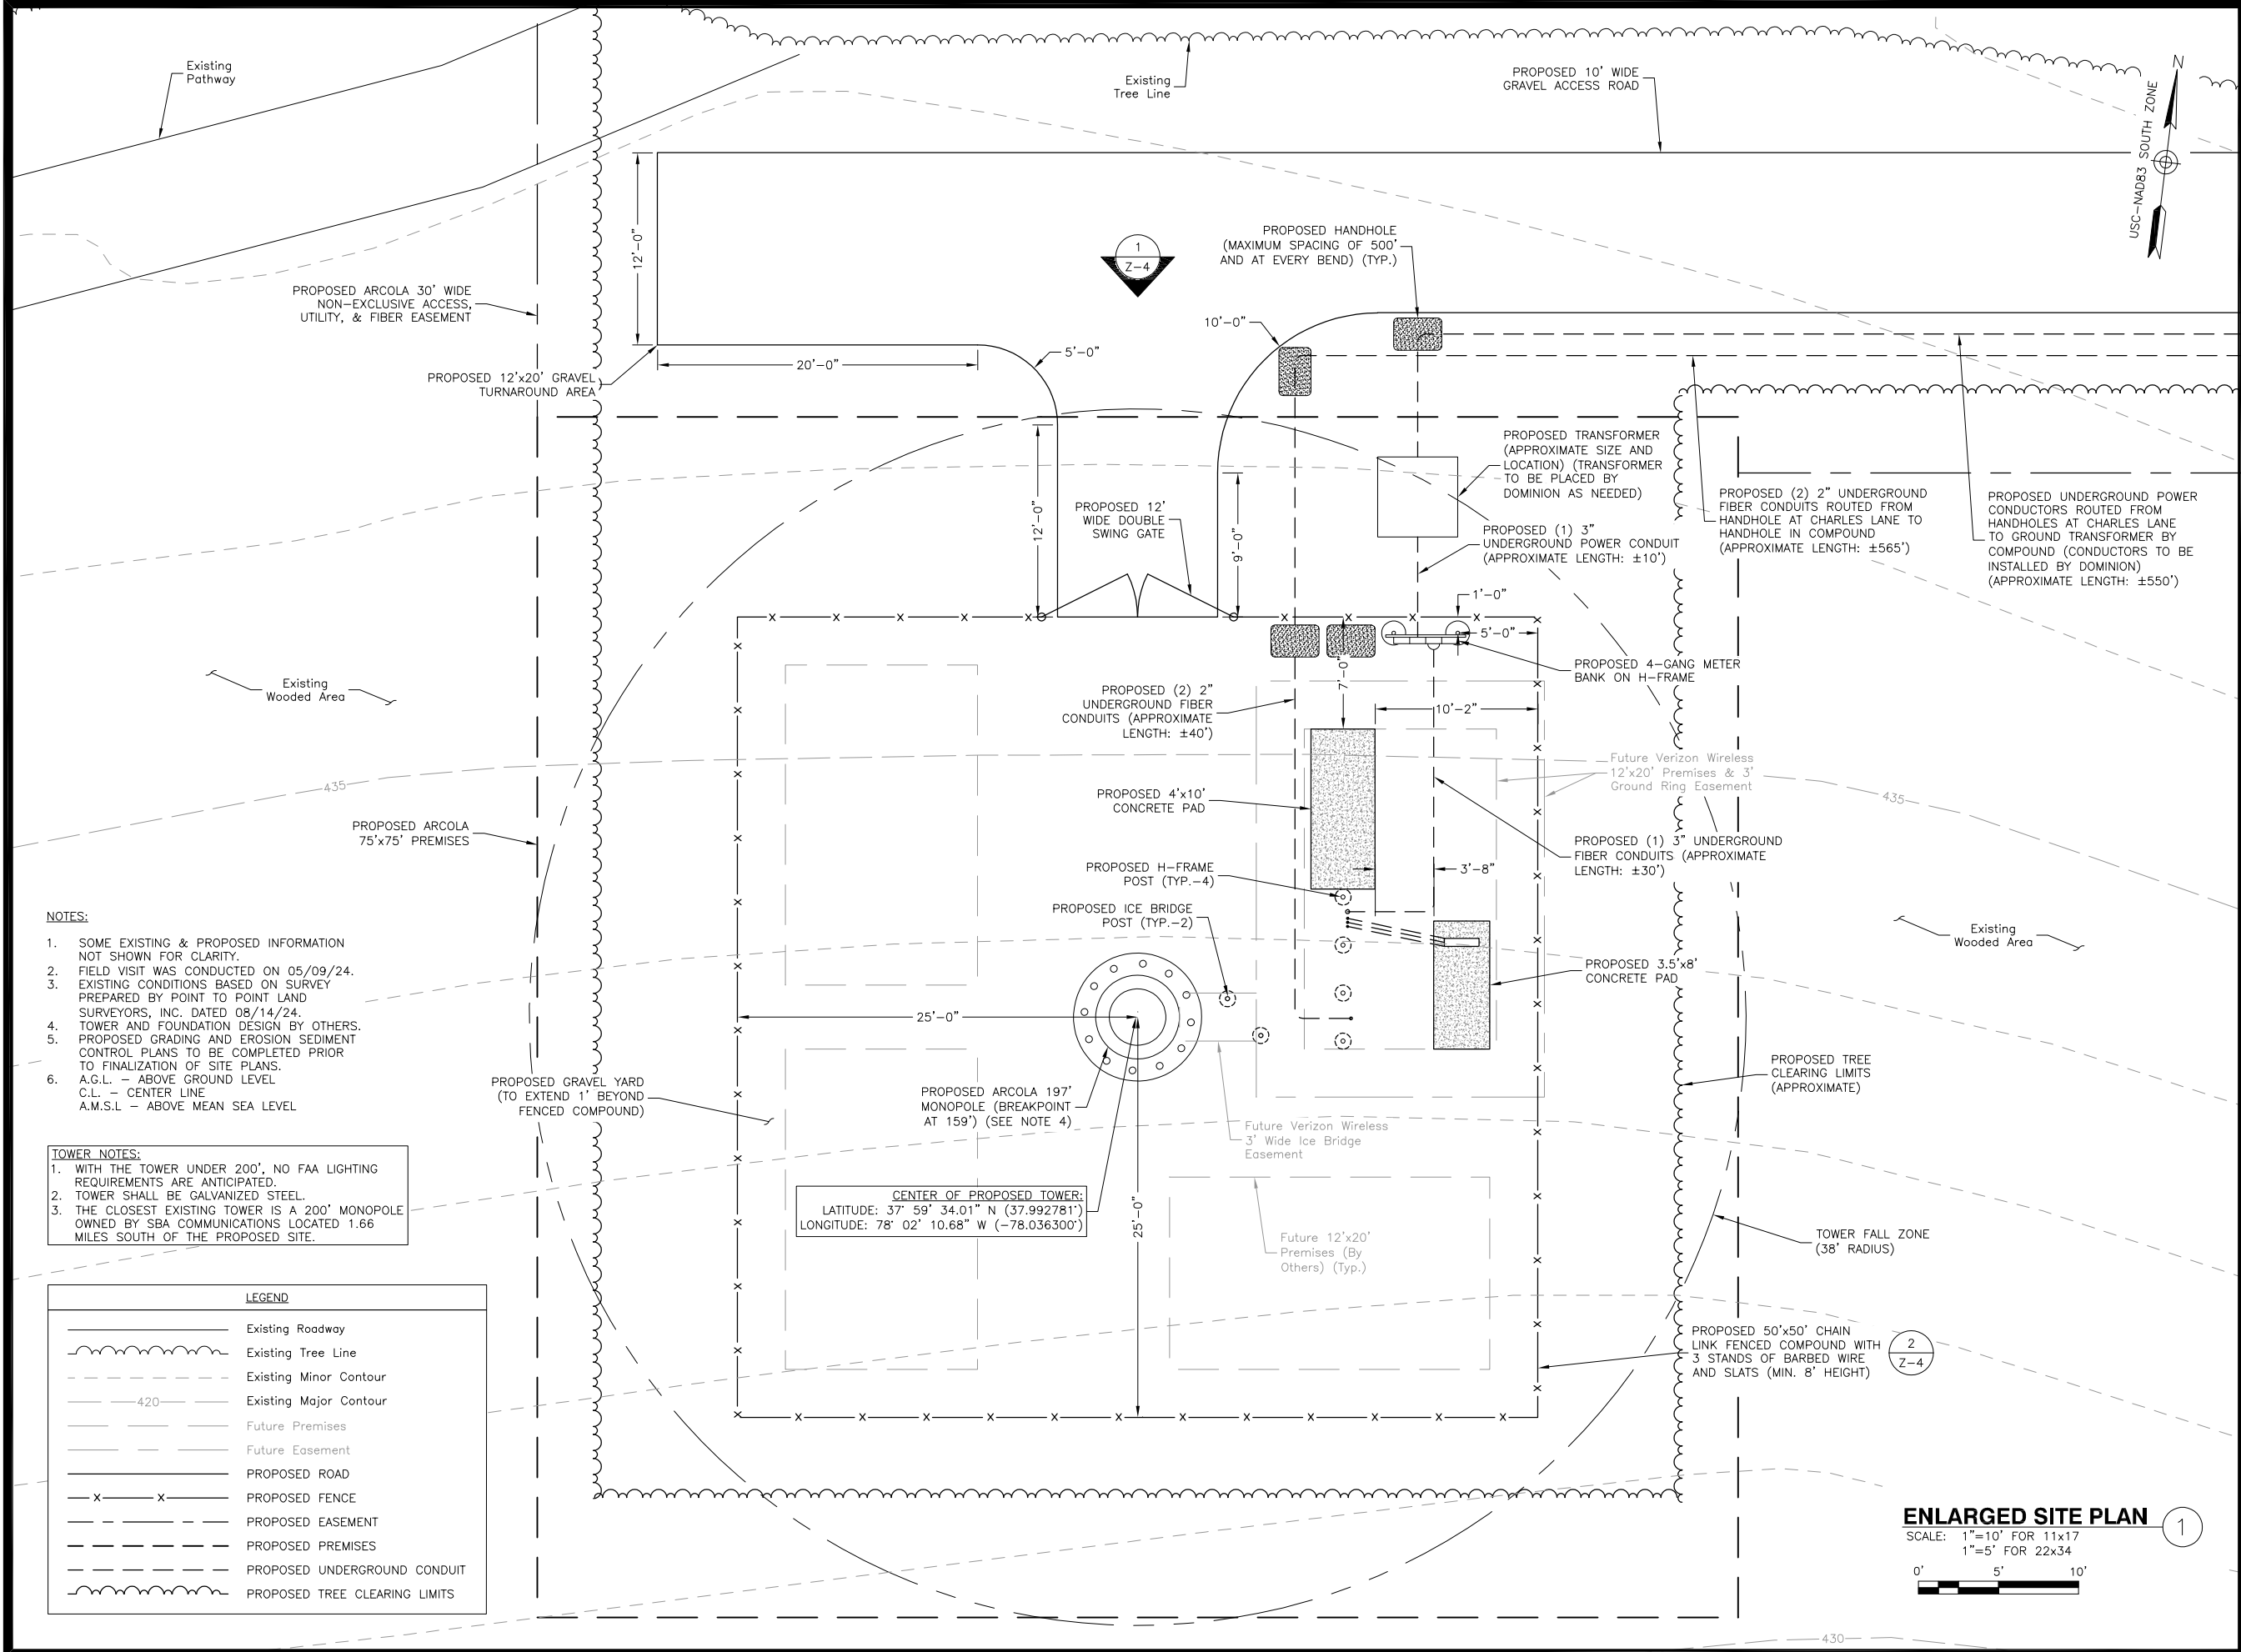 Existing
Pathway
Existing
Tree Line
PROPOSED 10' WIDE
GRAVEL ACCESS ROAD
N
USC-NAD83 SOUTH ZONE
12'-0"
1
Z-4
PROPOSED HANDHOLE
(MAXIMUM SPACING OF 500'
AND AT EVERY BEND) (TYP.)
PROPOSED ARCOLA 30' WIDE
NON-EXCLUSIVE ACCESS,
UTILITY, & FIBER EASEMENT
10'-0"
5'-0"
20'-0"
PROPOSED 12'x20' GRAVEL
TURNAROUND AREA
PROPOSED TRANSFORMER
(APPROXIMATE SIZE AND
LOCATION) (TRANSFORMER
TO BE PLACED BY
DOMINION AS NEEDED)
12'-0"
PROPOSED 12'
WIDE DOUBLE
SWING GATE
9'-0"
PROPOSED (1) 3"
UNDERGROUND POWER CONDUIT
(APPROXIMATE LENGTH: ±10')
PROPOSED (2) 2" UNDERGROUND
FIBER CONDUITS ROUTED FROM
HANDHOLE AT CHARLES LANE TO
HANDHOLE IN COMPOUND
(APPROXIMATE LENGTH: ±565')
PROPOSED UNDERGROUND POWER
CONDUCTORS ROUTED FROM
HANDHOLES AT CHARLES LANE
TO GROUND TRANSFORMER BY
COMPOUND (CONDUCTORS TO BE
INSTALLED BY DOMINION)
(APPROXIMATE LENGTH: ±550')
1'-0"
5'-0"
7'-0"
PROPOSED 4-GANG METER
BANK ON H-FRAME
Existing
Wooded Area
PROPOSED (2) 2"
UNDERGROUND FIBER
CONDUITS (APPROXIMATE
LENGTH: ±40')
10'-2"
Future Verizon Wireless
12'x20' Premises & 3'
Ground Ring Easement
435
435
PROPOSED 4'x10'
CONCRETE PAD
PROPOSED ARCOLA
75'x75' PREMISES
PROPOSED (1) 3" UNDERGROUND
FIBER CONDUITS (APPROXIMATE
LENGTH: ±30')
PROPOSED H-FRAME
POST (TYP.-4)
3'-8"
PROPOSED ICE BRIDGE
POST (TYP.-2)
Existing
Wooded Area
PROPOSED 3.5'x8'
CONCRETE PAD
NOTES:
1. SOME EXISTING & PROPOSED INFORMATION
NOT SHOWN FOR CLARITY.
2. FIELD VISIT WAS CONDUCTED ON 05/09/24.
3. EXISTING CONDITIONS BASED ON SURVEY
PREPARED BY POINT TO POINT LAND
SURVEYORS, INC. DATED 08/14/24.
4. TOWER AND FOUNDATION DESIGN BY OTHERS.
5. PROPOSED GRADING AND EROSION SEDIMENT
CONTROL PLANS TO BE COMPLETED PRIOR
TO FINALIZATION OF SITE PLANS.
6. A.G.L. - ABOVE GROUND LEVEL
C.L. - CENTER LINE
A.M.S.L - ABOVE MEAN SEA LEVEL
25'-0"
PROPOSED GRAVEL YARD
(TO EXTEND 1' BEYOND
FENCED COMPOUND)
PROPOSED ARCOLA 197'
MONOPOLE (BREAKPOINT
AT 159') (SEE NOTE 4)
PROPOSED TREE
CLEARING LIMITS
(APPROXIMATE)
Future Verizon Wireless
3' Wide Ice Bridge
Easement
TOWER NOTES:
1. WITH THE TOWER UNDER 200', NO FAA LIGHTING
REQUIREMENTS ARE ANTICIPATED.
2. TOWER SHALL BE GALVANIZED STEEL.
3. THE CLOSEST EXISTING TOWER IS A 200' MONOPOLE
OWNED BY SBA COMMUNICATIONS LOCATED 1.66
MILES SOUTH OF THE PROPOSED SITE.
CENTER OF PROPOSED TOWER:
LATITUDE: 37° 59' 34.01" N (37.992781°)
LONGITUDE: 78° 02' 10.68" W (-78.036300°)
25'-0"
Future 12'x20'
Premises (By
Others) (Typ.)
TOWER FALL ZONE
(38' RADIUS)
PROPOSED 50'x50' CHAIN
LINK FENCED COMPOUND WITH
3 STANDS OF BARBED WIRE
AND SLATS (MIN. 8' HEIGHT)
2
Z-4
LEGEND
Existing Roadway
Existing Tree Line
Existing Minor Contour
420
Existing Major Contour
Future Premises
Future Easement
PROPOSED ROAD
X X
PROPOSED FENCE
PROPOSED EASEMENT
PROPOSED PREMISES
PROPOSED UNDERGROUND CONDUIT
PROPOSED TREE CLEARING LIMITS
ENLARGED SITE PLAN
1
SCALE: 1"=10' FOR 11x17
1"=5' FOR 22x34
0' 5' 10'
430